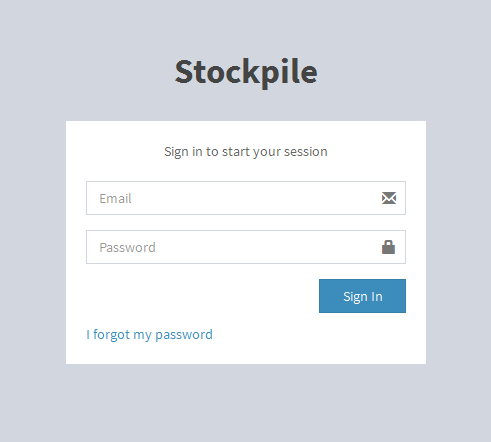 Stockpile
Sign in to start your session
Email
Password
Sign In
I forgot my password